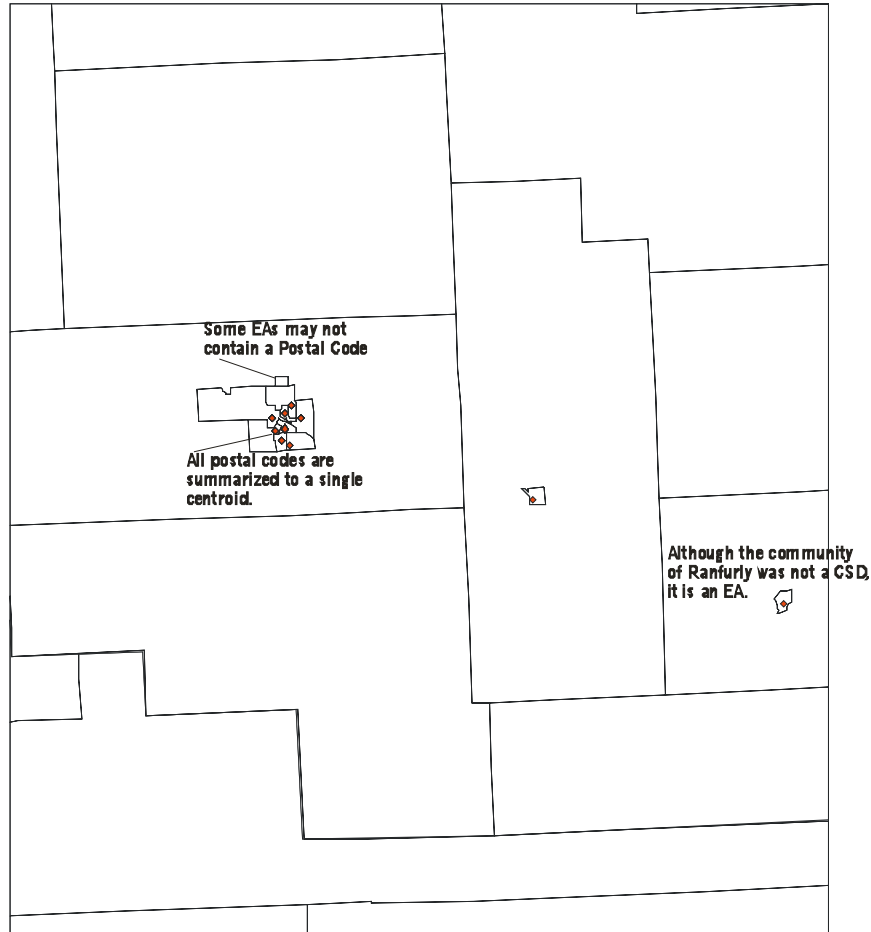 Some EAs may not
contain a Postal Code
All postal codes are
summarized to a single
centroid.
Although the community
of Ranfurly was not a CSD,
it is an EA.